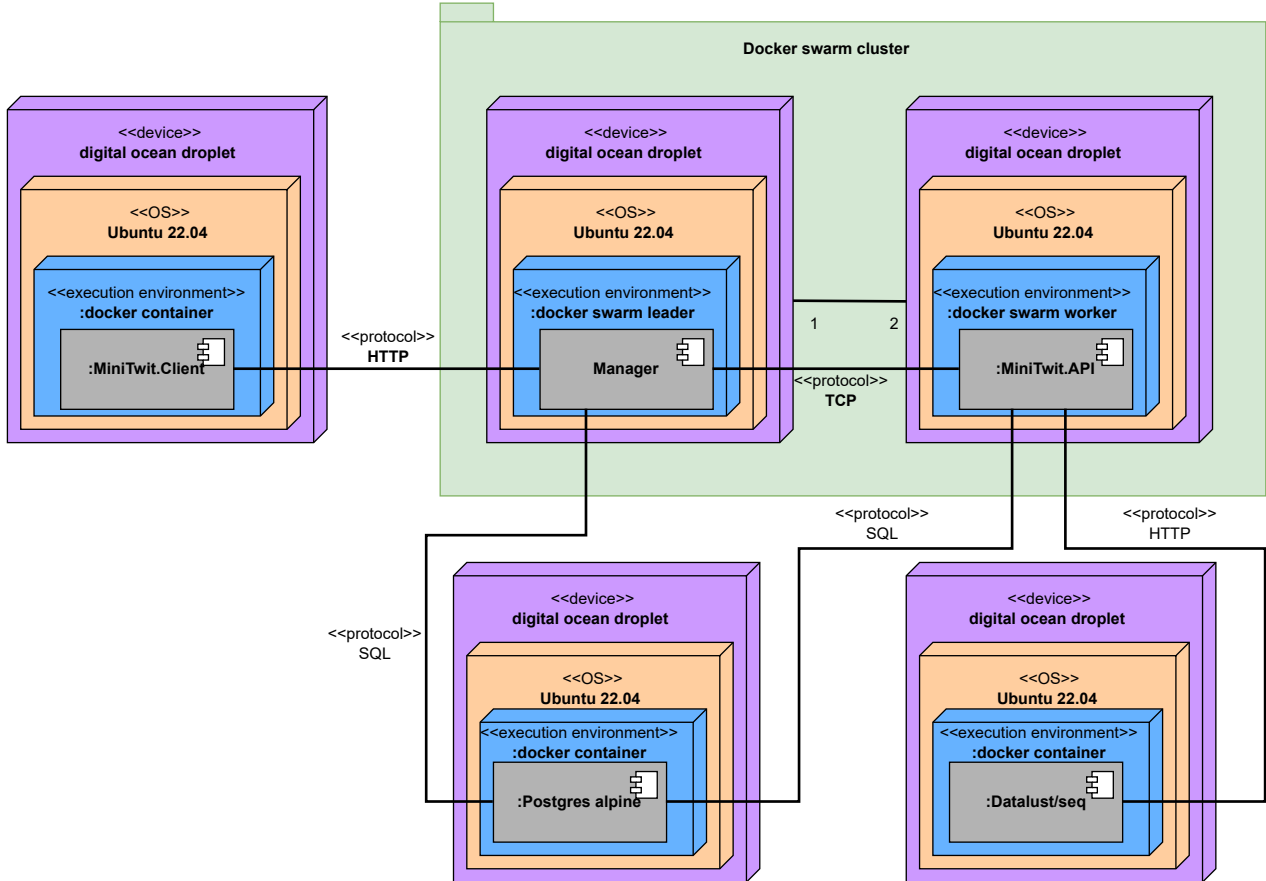 Docker swarm cluster
<<device>>
digital ocean droplet
<<OS>>
Ubuntu 22.04
<<execution environment>>
:docker container
:MiniTwit.Client
<<protocol>>
HTTP
<<device>>
digital ocean droplet
<<OS>>
Ubuntu 22.04
<<execution environment>>
:docker swarm leader
Manager
1
2
<<protocol>>
TCP
<<device>>
digital ocean droplet
<<OS>>
Ubuntu 22.04
<<execution environment>>
:docker swarm worker
:MiniTwit.API
<<protocol>>
SQL
<<protocol>>
HTTP
<<protocol>>
SQL
<<device>>
digital ocean droplet
<<OS>>
Ubuntu 22.04
<<execution environment>>
:docker container
:Postgres alpine
<<device>>
digital ocean droplet
<<OS>>
Ubuntu 22.04
<<execution environment>>
:docker container
:Datalust/seq